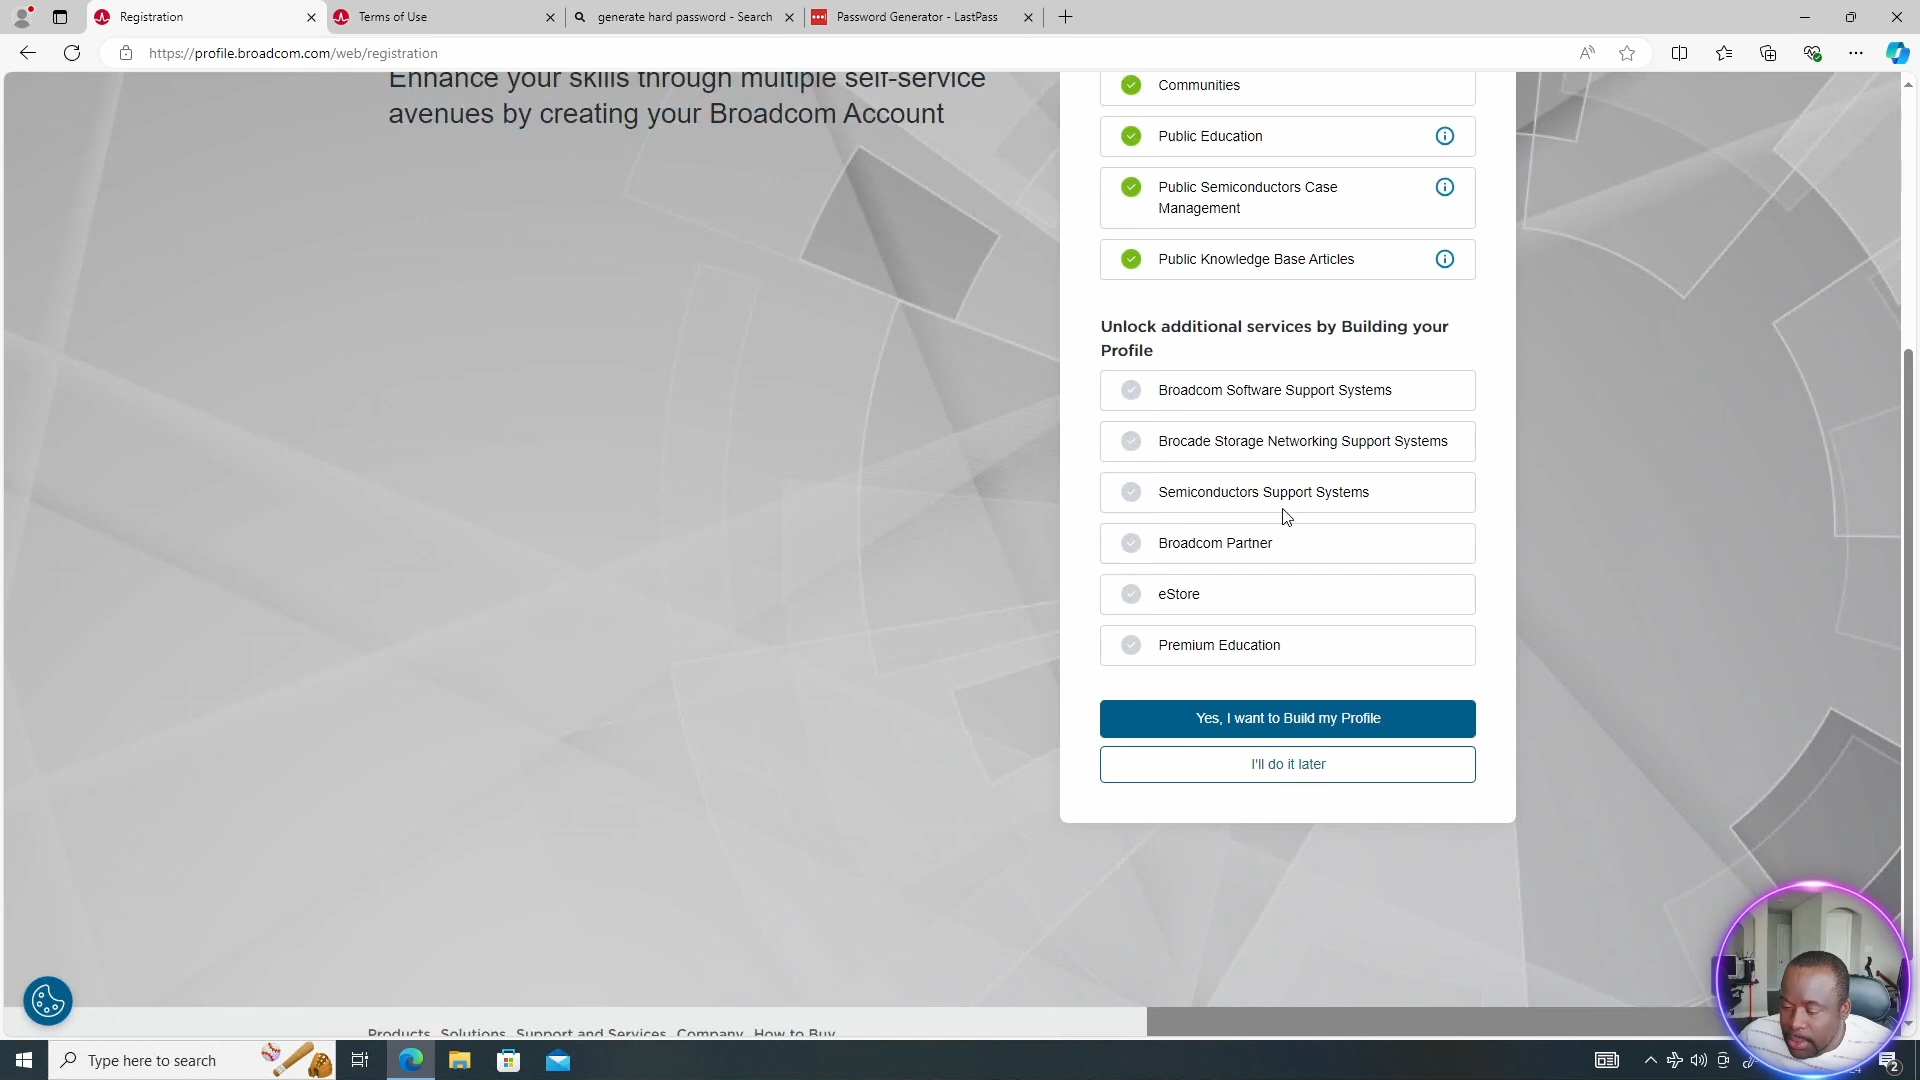 Registration
Terms of Use
generate hard password - Search
Password Generator - LastPass
https://profile.broadcom.com/web/registration
Enhance your skills through multiple self-service
avenues by creating your Broadcom Account
Communities
Public Education
Public Semiconductors Case
Management
Public Knowledge Base Articles
Unlock additional services by Building your
Profile
Broadcom Software Support Systems
Brocade Storage Networking Support Systems
Semiconductors Support Systems
Broadcom Partner
eStore
Premium Education
Yes, I want to Build my Profile
I'll do it later
Products Solutions Support and Services Company How to Buy
Type here to search
2